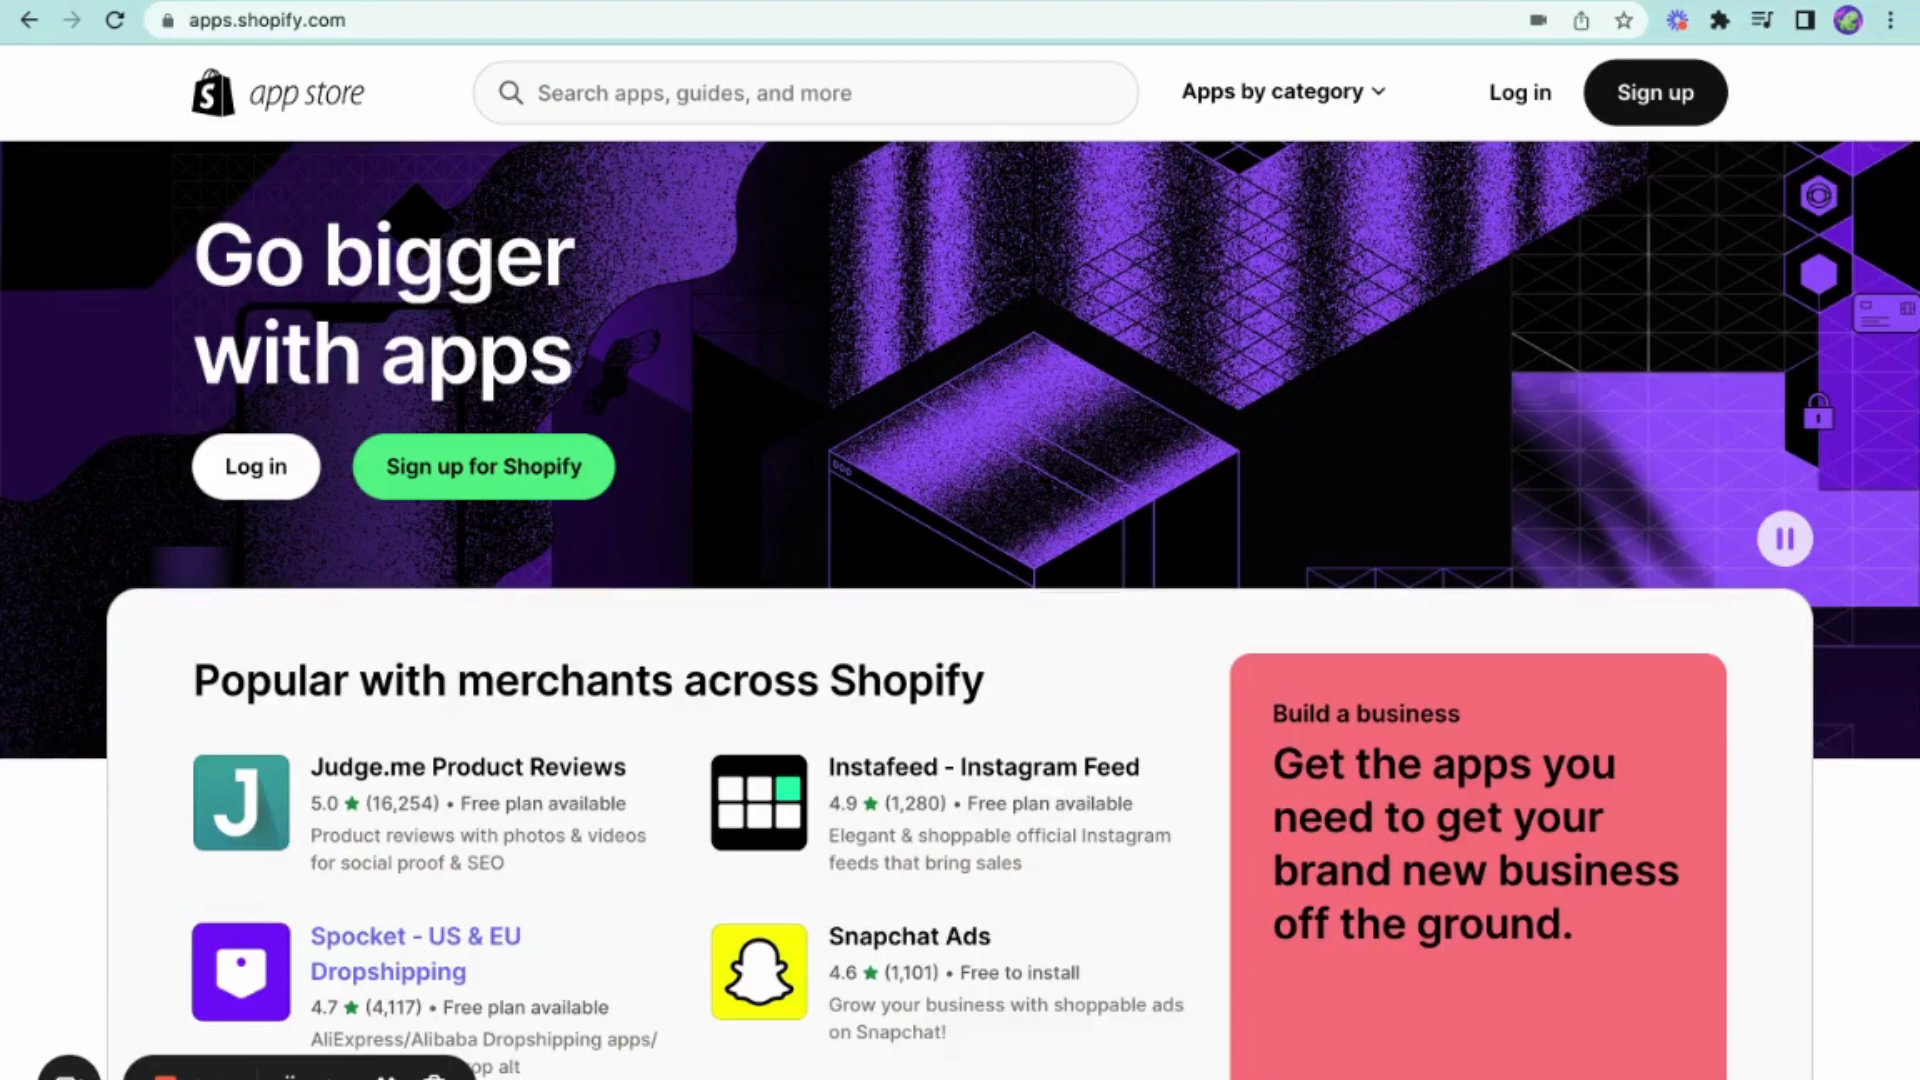 apps.shopify.com
app store
Search apps, guides, and more
Apps by category
Log in
Sign up
Go bigger
with apps
Log in
Sign up for Shopify
Popular with merchants across Shopify
Judge.me Product Reviews
5.0 ★ (16,254) • Free plan available
Product reviews with photos & videos
for social proof & SEO
Instafeed - Instagram Feed
4.9 ★ (1,280) • Free plan available
Elegant & shoppable official Instagram
feeds that bring sales
Spocket - US & EU
Dropshipping
4.7 ★ (4,117) • Free plan available
AliExpress/Alibaba Dropshipping apps/
alt
Snapchat Ads
4.6 ★ (1,101) • Free to install
Grow your business with shoppable ads
on Snapchat!
Build a business
Get the apps you
need to get your
brand new business
off the ground.